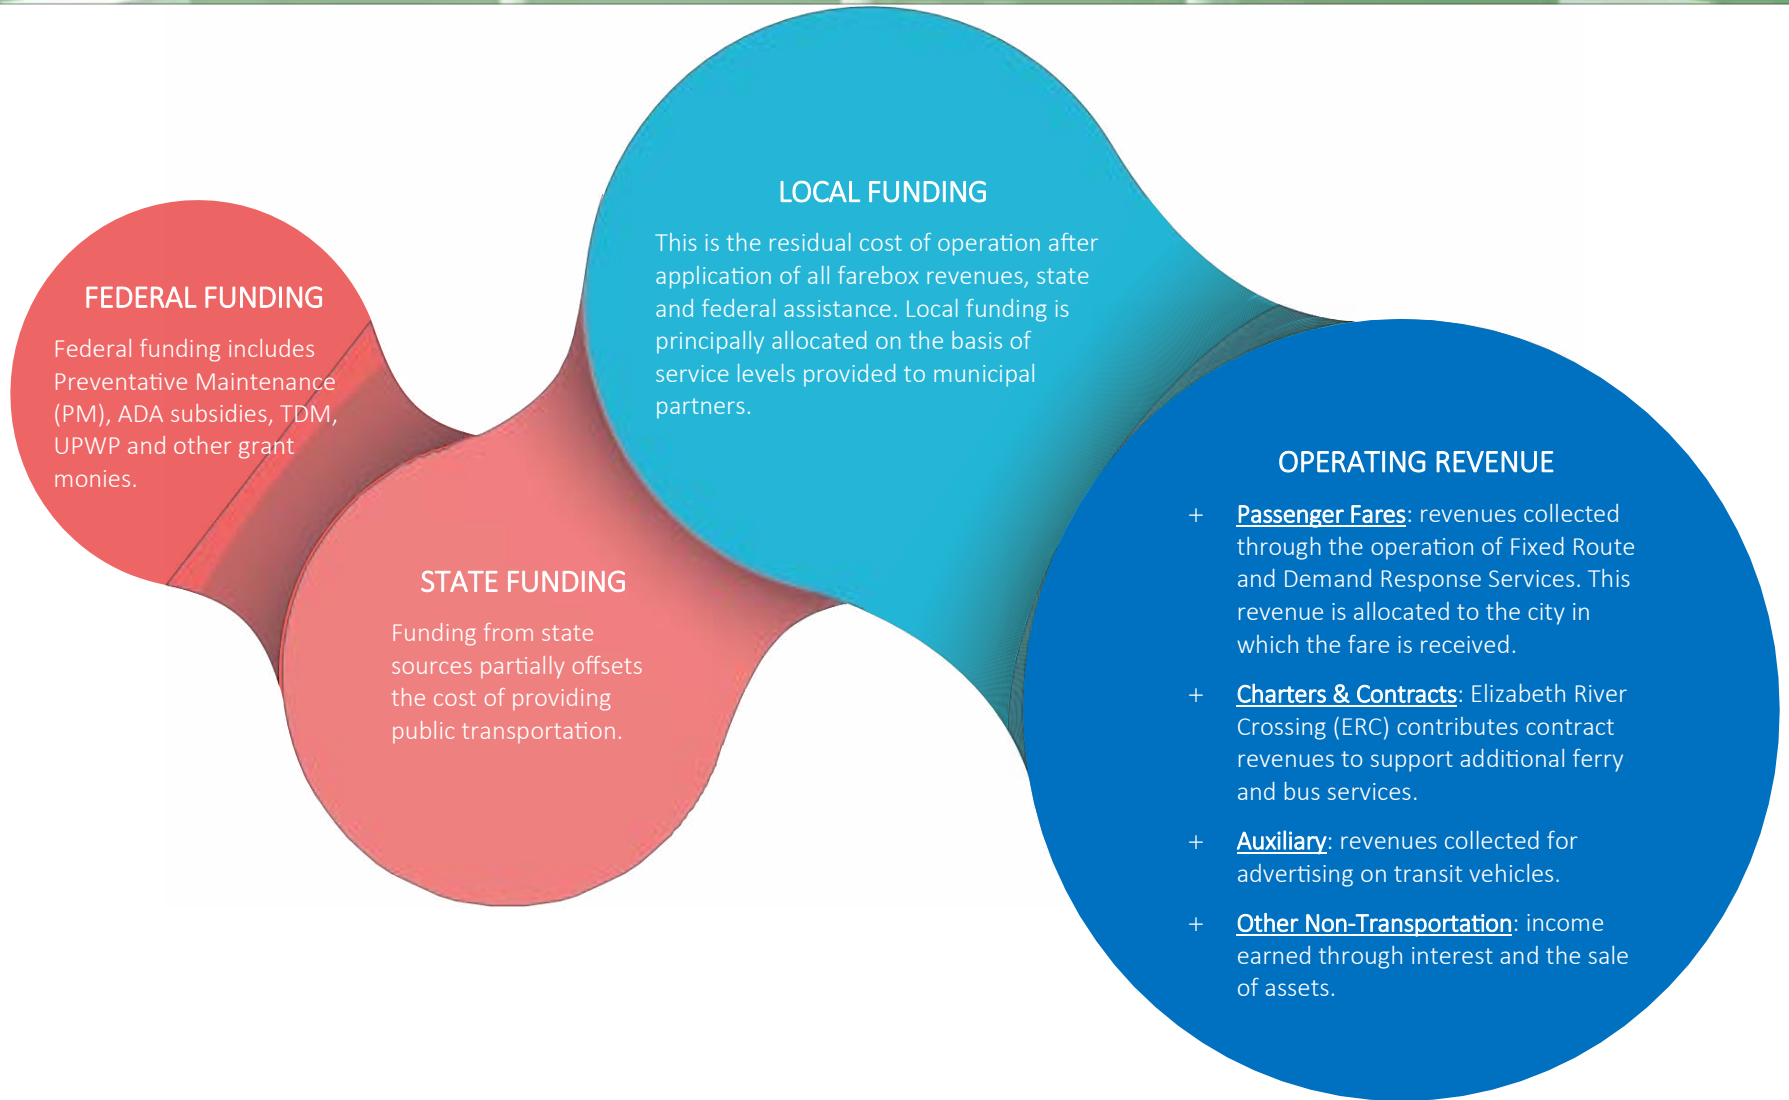 FEDERAL FUNDING
Federal funding includes
Preventative Maintenance
(PM), ADA subsidies, TDM,
UPWP and other grant
monies.
STATE FUNDING
Funding from state
sources partially offsets
the cost of providing
public transportation.
LOCAL FUNDING
This is the residual cost of operation after
application of all farebox revenues, state
and federal assistance. Local funding is
principally allocated on the basis of
service levels provided to municipal
partners.
OPERATING REVENUE
+ Passenger Fares: revenues collected
through the operation of Fixed Route
and Demand Response Services. This
revenue is allocated to the city in
which the fare is received.
+ Charters & Contracts: Elizabeth River
Crossing (ERC) contributes contract
revenues to support additional ferry
and bus services.
+ Auxiliary: revenues collected for
advertising on transit vehicles.
+ Other Non-Transportation: income
earned through interest and the sale
of assets.